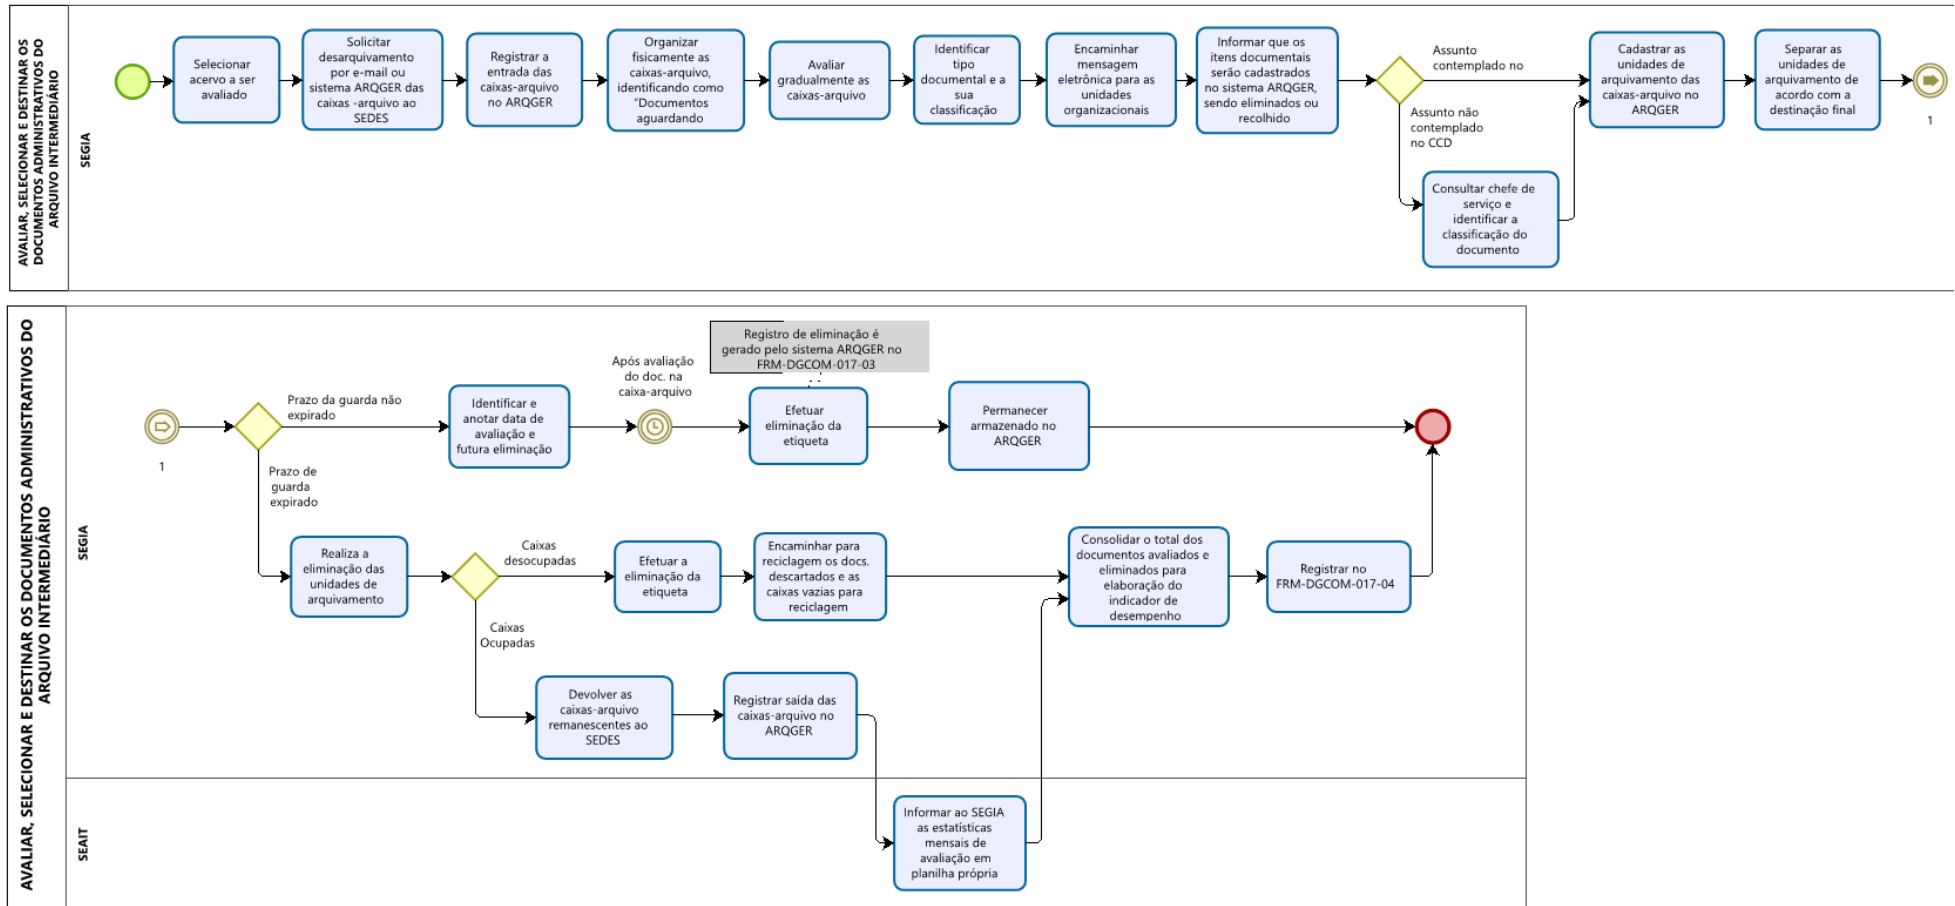 AVALIAR, SELECIONAR E DESTINAR OS
DOCUMENTOS ADMINISTRATIVOS DO
ARQUIVO INTERMEDIÁRIO
SEGIA
Selecionar
acervo a ser
avaliado
Solicitar
desarquivamento
por e-mail ou
sistema ARQGER das
caixas -arquivo ao
SEDES
Registrar a
entrada das
caixas-arquivo
no ARQGER
Organizar
fisicamente as
caixas-arquivo,
identificando como
"Documentos
aguardando
Avaliar
gradualmente as
caixas-arquivo
Identificar
tipo
documental e a
sua
classificação
Encaminhar
mensagem
eletrônica para as
unidades
organizacionais
Informar que os
itens documentais
serão cadastrados
no sistema ARQGER,
sendo eliminados ou
recolhido
Assunto
contemplado no
Assunto não
contemplado
no CCD
Consultar chefe de
serviço e
identificar a
classificação do
documento
Cadastrar as
unidades de
arquivamento das
caixas-arquivo no
ARQGER
Separar as
unidades de
arquivamento de
acordo com a
destinação final
1
AVALIAR, SELECIONAR E DESTINAR OS DOCUMENTOS ADMINISTRATIVOS DO
ARQUIVO INTERMEDIÁRIO
SEGIA
1
Prazo da guarda não
expirado
Prazo de
guarda
expirado
Identificar e
anotar data de
avaliação e
futura eliminação
Após avaliação
do doc. na
caixa-arquivo
Registro de eliminação é
gerado pelo sistema ARQGER no
FRM-DGCOM-017-03
Efetuar
eliminação da
etiqueta
Permanecer
armazenado no
ARQGER
Realiza a
eliminação das
unidades de
arquivamento
Caixas
desocupadas
Caixas
Ocupadas
Efetuar a
eliminação da
etiqueta
Encaminhar para
reciclagem os docs.
descartados e as
caixas vazias para
reciclagem
Consolidar o total dos
documentos avaliados e
eliminados para
elaboração do
indicador de
desempenho
Registrar no
FRM-DGCOM-017-04
Devolver as
caixas-arquivo
remanescentes ao
SEDES
Registrar saída das
caixas-arquivo no
ARQGER
SEAIT
Informar ao SEGIA
as estatísticas
mensais de
avaliação em
planilha própria